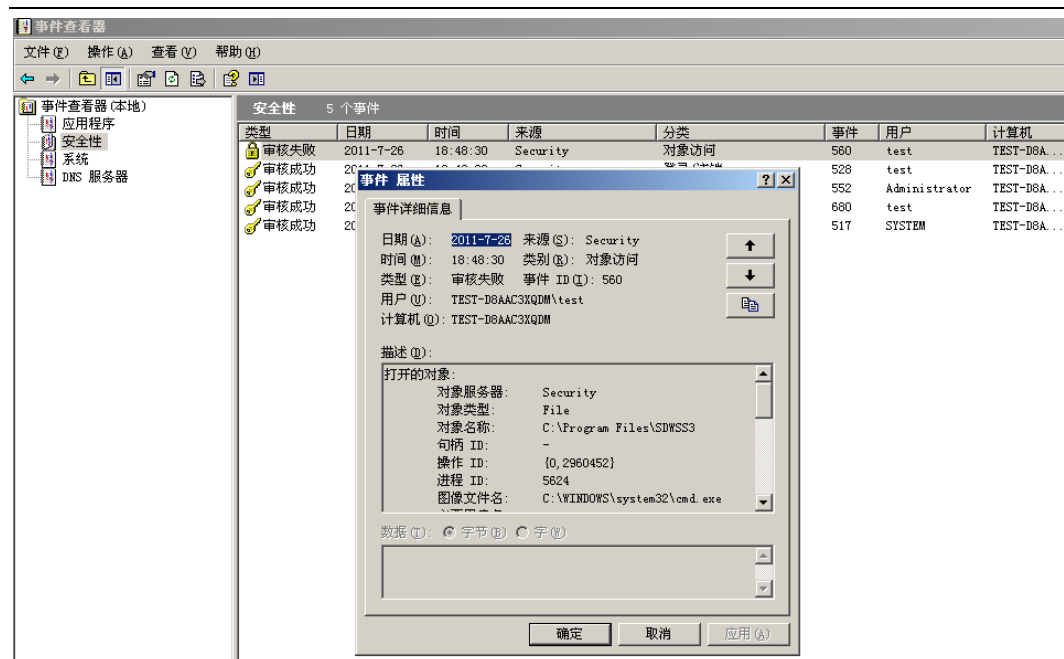 事件查看器
文件(F) 操作(A) 查看(V) 帮助(H)
事件查看器(本地)
应用程序
安全性
系统
DNS 服务器
安全性 5 个事件
类型 日期 时间 来源 分类 事件 用户 计算机
审核失败 2011-7-26 18:48:30 Security 对象访问 560 test TEST-D8A...
审核成功 528 test TEST-D8A...
审核成功 552 Administrator TEST-D8A...
审核成功 680 test TEST-D8A...
审核成功 517 SYSTEM TEST-D8A...
事件 属性
事件详细信息
日期(A): 2011-7-26 来源(S): Security
时间(M): 18:48:30 类别(R): 对象访问
类型(E): 审核失败 事件 ID(I): 560
用户(U): TEST-D8AAC3XQDM\test
计算机(O): TEST-D8AAC3XQDM
描述(D):
打开的对象:
对象服务器: Security
对象类型: File
对象名称: C:\Program Files\SDWSS3
句柄 ID: -
操作 ID: {0,2960452}
进程 ID: 5624
图像文件名: C:\WINDOWS\system32\cmd.exe
数据(T): 字节(B) 字(W)
确定 取消 应用(A)